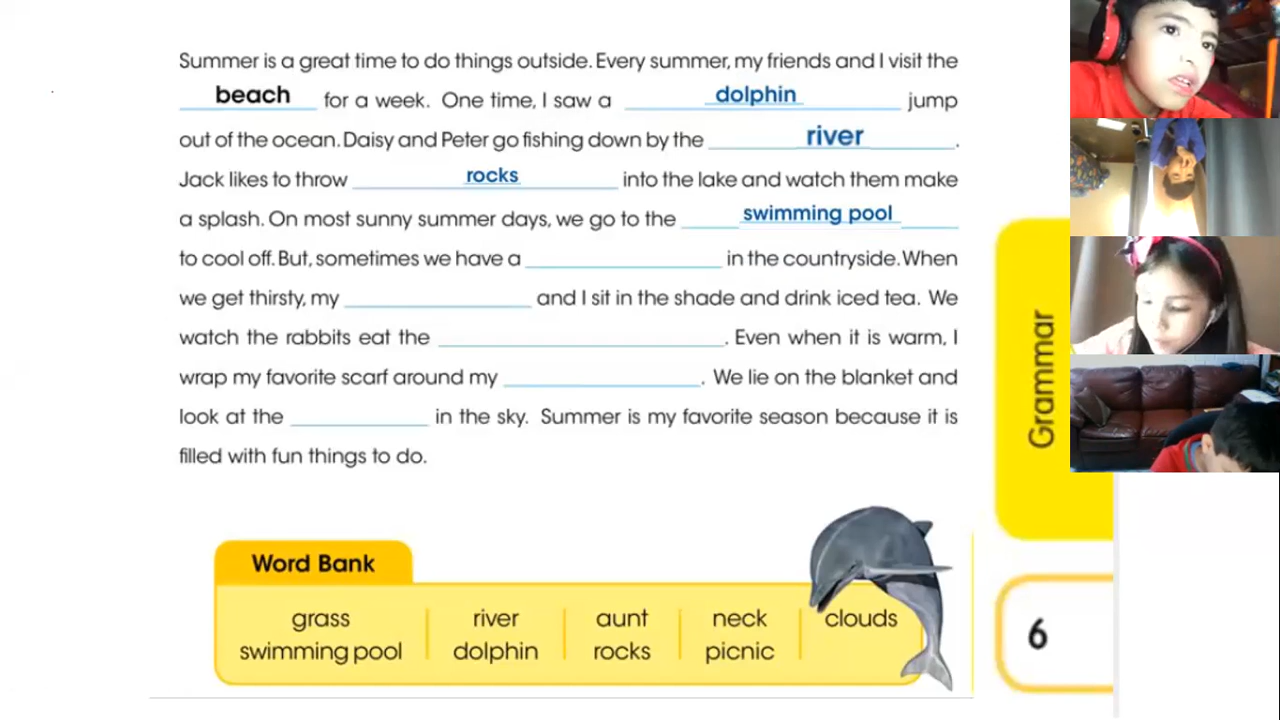 Summer is a great time to do things outside. Every summer, my friends and I visit the
beach for a week. One time, I saw a dolphin jump
out of the ocean. Daisy and Peter go fishing down by the river.
Jack likes to throw rocks into the lake and watch them make
a splash. On most sunny summer days, we go to the swimming pool
to cool off. But, sometimes we have a in the countryside. When
we get thirsty, my and I sit in the shade and drink iced tea. We
watch the rabbits eat the . Even when it is warm, I
wrap my favorite scarf around my . We lie on the blanket and
look at the in the sky. Summer is my favorite season because it is
filled with fun things to do.
Word Bank
grass river aunt neck clouds
swimming pool dolphin rocks picnic
Grammar
6